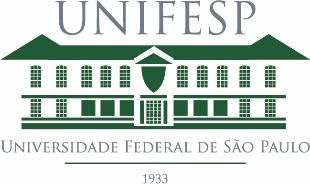 UNIFESP
UNIVERSIDADE FEDERAL DE SÃO PAULO
1933